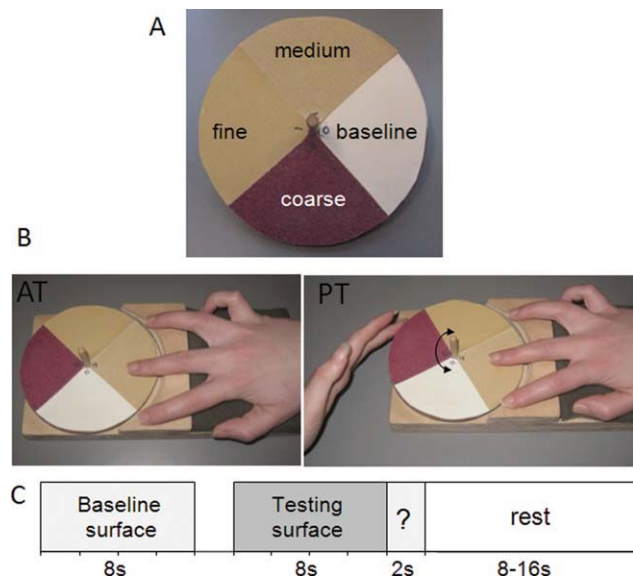 A
medium
fine
baseline
coarse
B
AT
PT
C
Baseline
surface
Testing
surface
?
rest
8s
8s
2s
8-16s